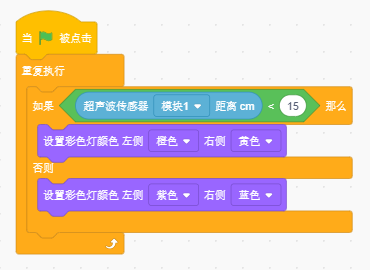 当 被点击
重复执行
如果 超声波传感器 模块1 距离 cm < 15 那么
设置彩色灯颜色 左侧 橙色 右侧 黄色
否则
设置彩色灯颜色 左侧 紫色 右侧 蓝色